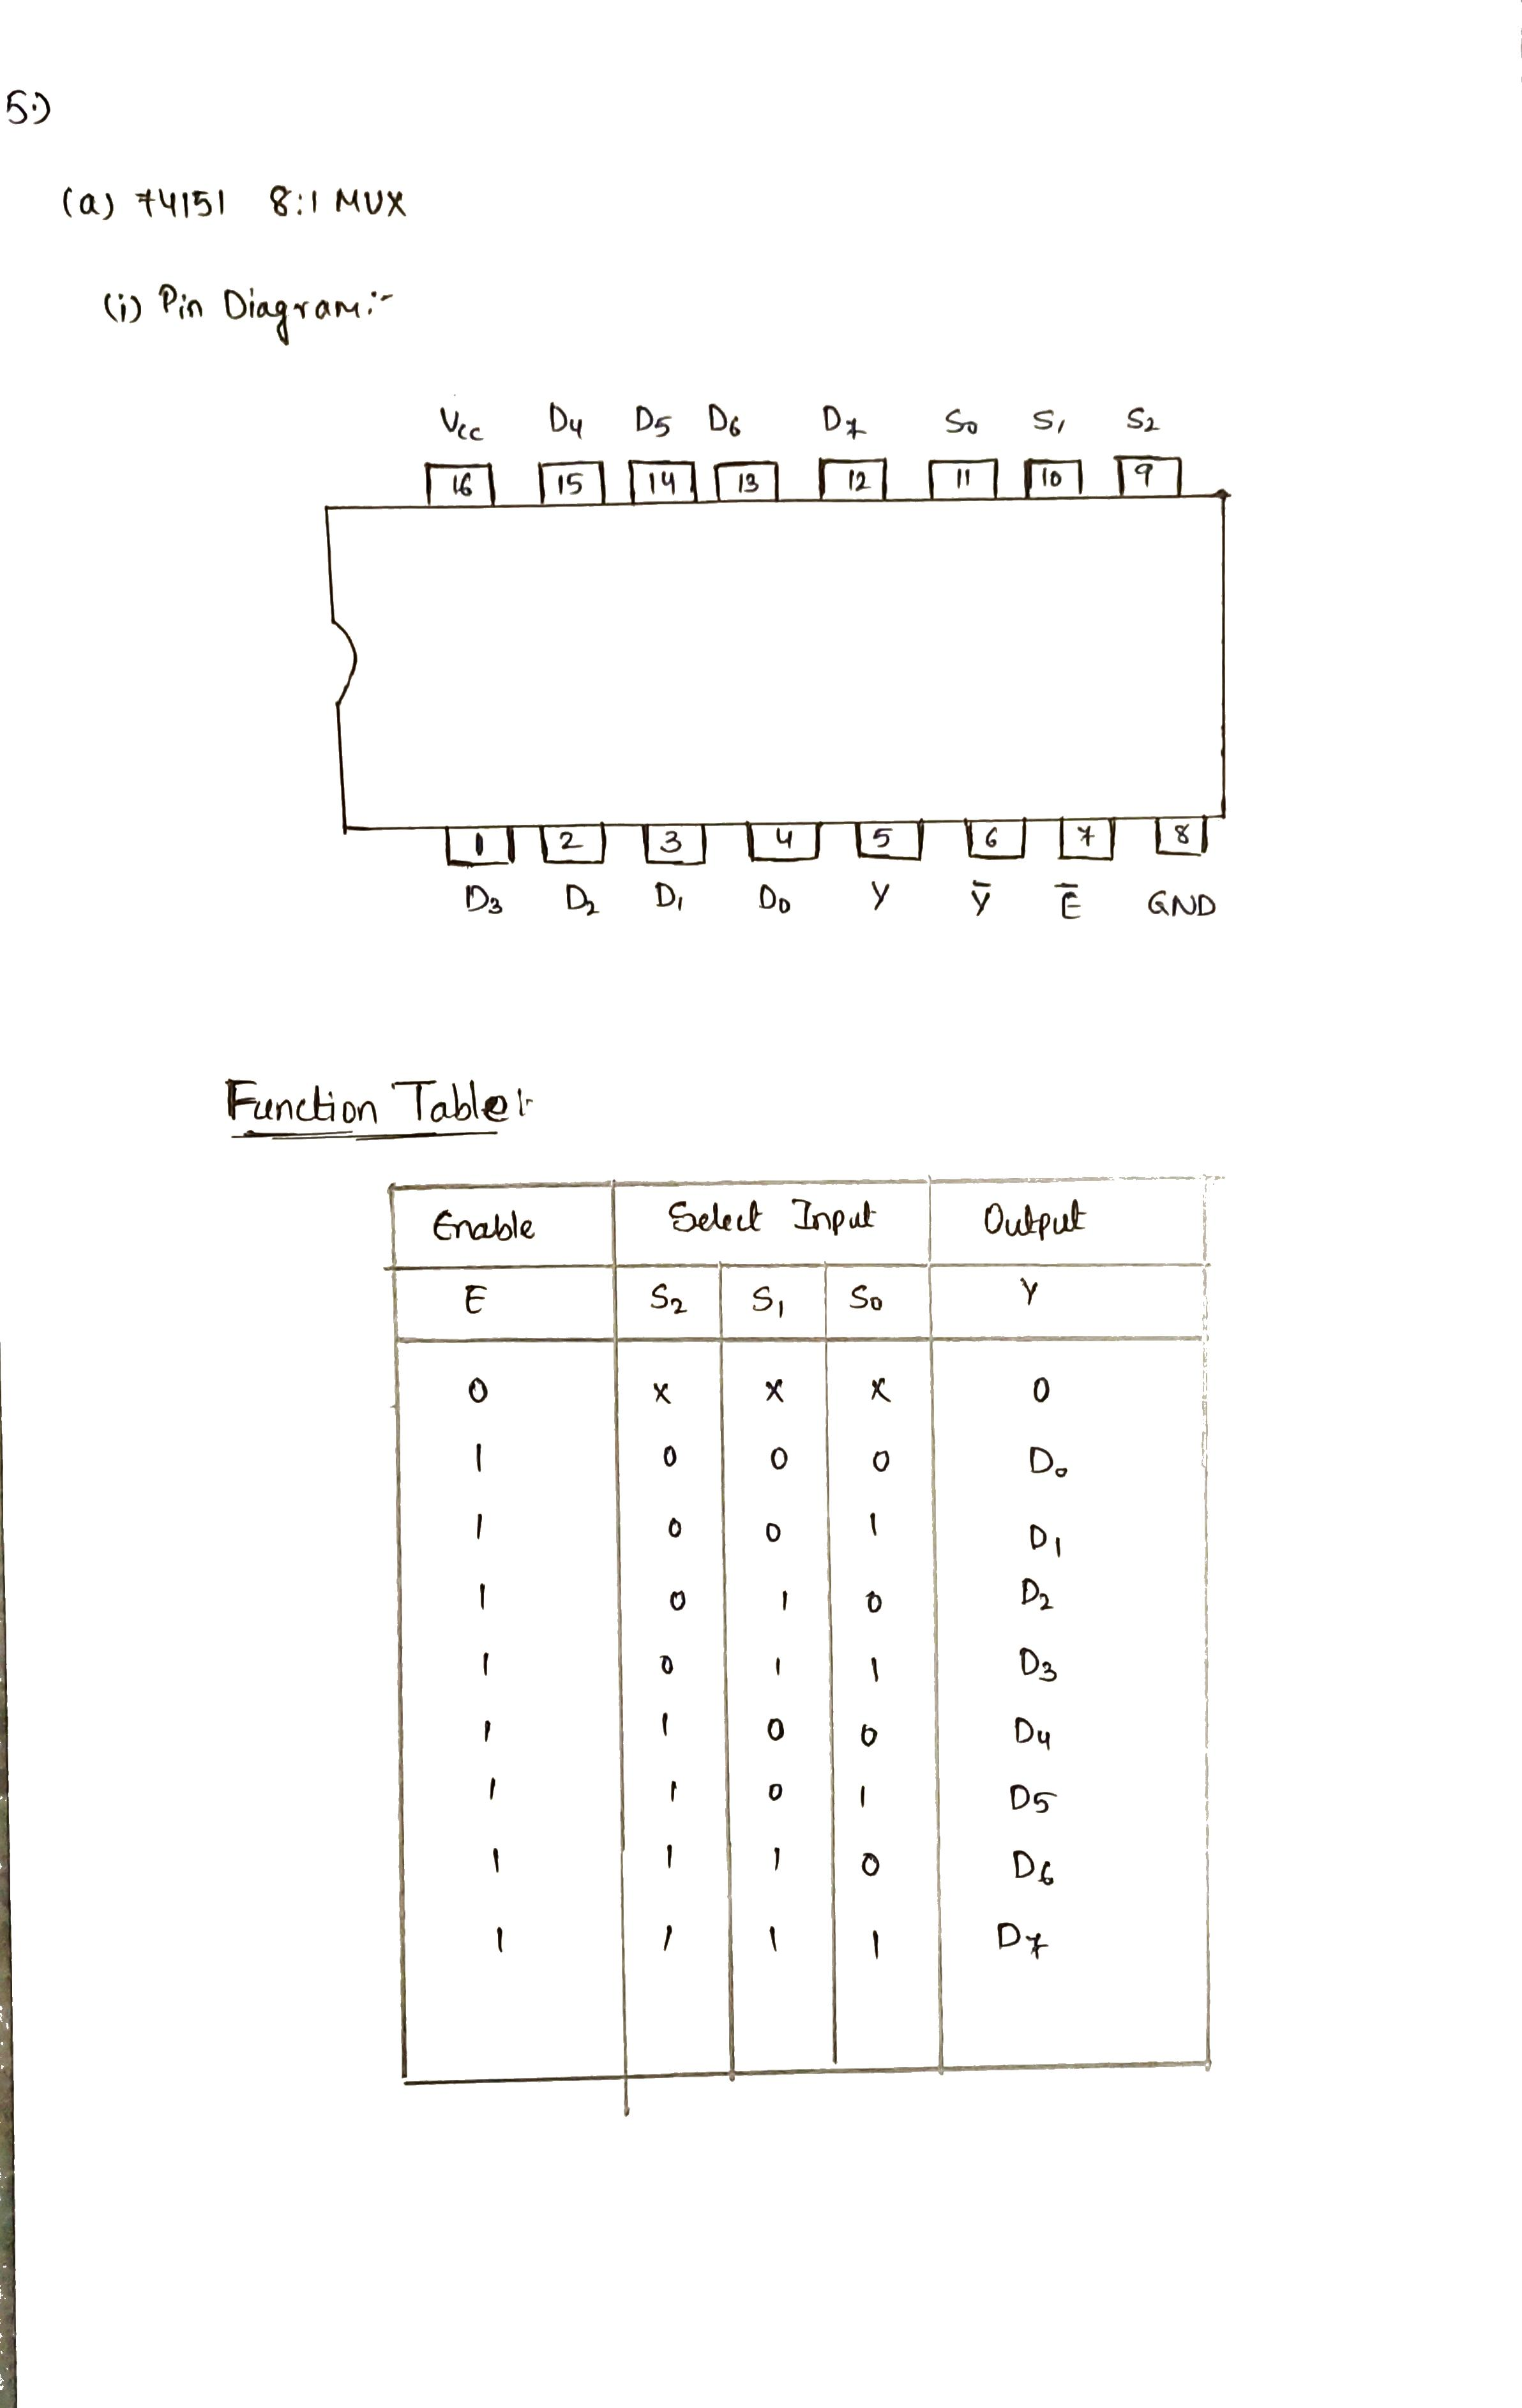 5:)
(a) 74151 8:1 MUX
(i) Pin Diagram:-
Vcc D4 D5 D6 D7 S0 S1 S2
16 15 14 13 12 11 10 9
1 2 3 4 5 6 7 8
D3 D2 D1 D0 Y Y̅ E̅ GND
Function Table:-
Enable Select Input Output
E S2 S1 S0 Y
0 x x x 0
1 0 0 0 D0
1 0 0 1 D1
1 0 1 0 D2
1 0 1 1 D3
1 1 0 0 D4
1 1 0 1 D5
1 1 1 0 D6
1 1 1 1 D7